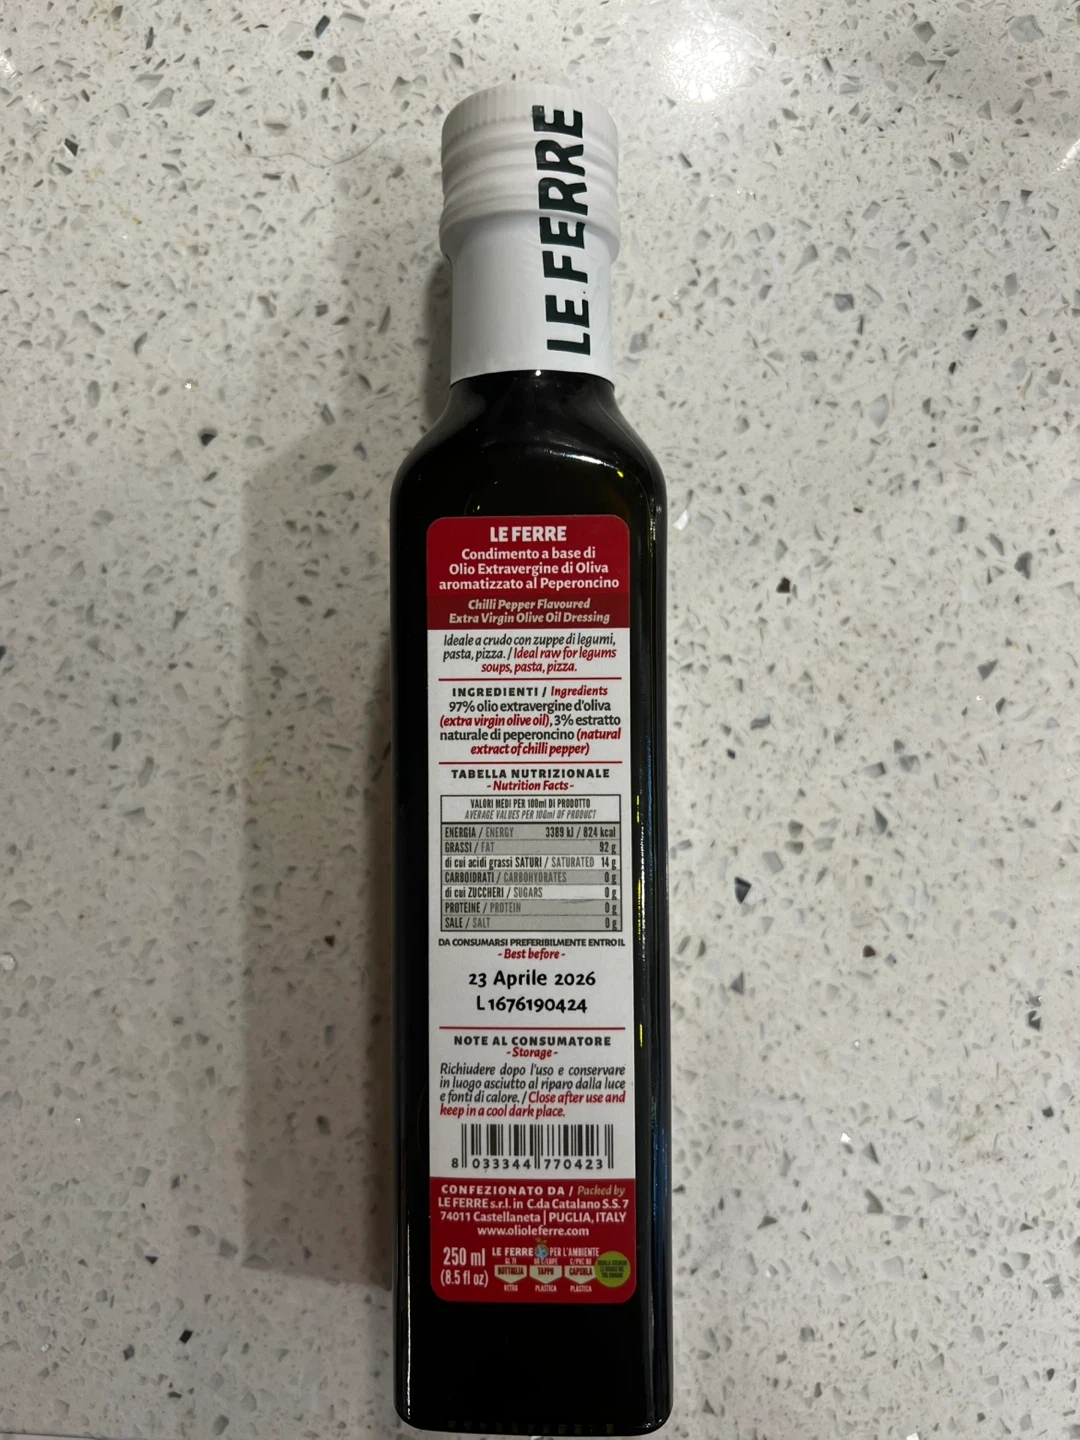 LE FERRE
LE FERRE
Condimento a base di
Olio Extravergine di Oliva
aromatizzato al Peperoncino
Chilli Pepper Flavoured
Extra Virgin Olive Oil Dressing
Ideale a crudo con zuppe di legumi,
pasta, pizza. / Ideal raw for legums
soups, pasta, pizza.
INGREDIENTI / Ingredients
97% olio extravergine d'oliva
(extra virgin olive oil), 3% estratto
naturale di peperoncino (natural
extract of chilli pepper)
TABELLA NUTRIZIONALE
- Nutrition Facts -
VALORI MEDI PER 100ml DI PRODOTTO
AVERAGE VALUES PER 100ml OF PRODUCT
ENERGIA / ENERGY 3389 kJ / 824 kcal
GRASSI / FAT 92 g
di cui acidi grassi SATURI / SATURATED 14 g
CARBOIDRATI / CARBOHYDRATES 0 g
di cui ZUCCHERI / SUGARS 0 g
PROTEINE / PROTEIN 0 g
SALE / SALT 0 g
DA CONSUMARSI PREFERIBILMENTE ENTRO IL
- Best before -
23 Aprile 2026
L1676190424
NOTE AL CONSUMATORE
- Storage -
Richiudere dopo l'uso e conservare
in luogo asciutto al riparo dalla luce
e fonti di calore. / Close after use and
keep in a cool dark place.
8 033344 770423
CONFEZIONATO DA / Packed by
LE FERRE s.r.l. in C.da Catalano S.S. 7
74011 Castellaneta | PUGLIA, ITALY
www.olioleferre.com
250 ml
(8.5 fl oz)
LE FERRE PER L'AMBIENTE
GL 71 C/PVC 90
BOTTIGLIA TAPPO CAPSULA
VETRO PLASTICA PLASTICA